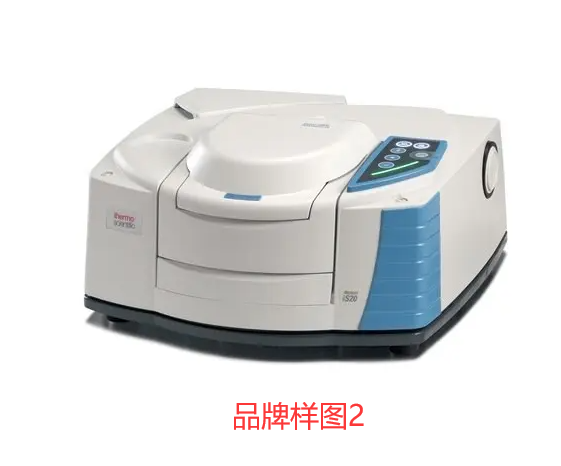 thermo
scientific
iS20
品牌样图2